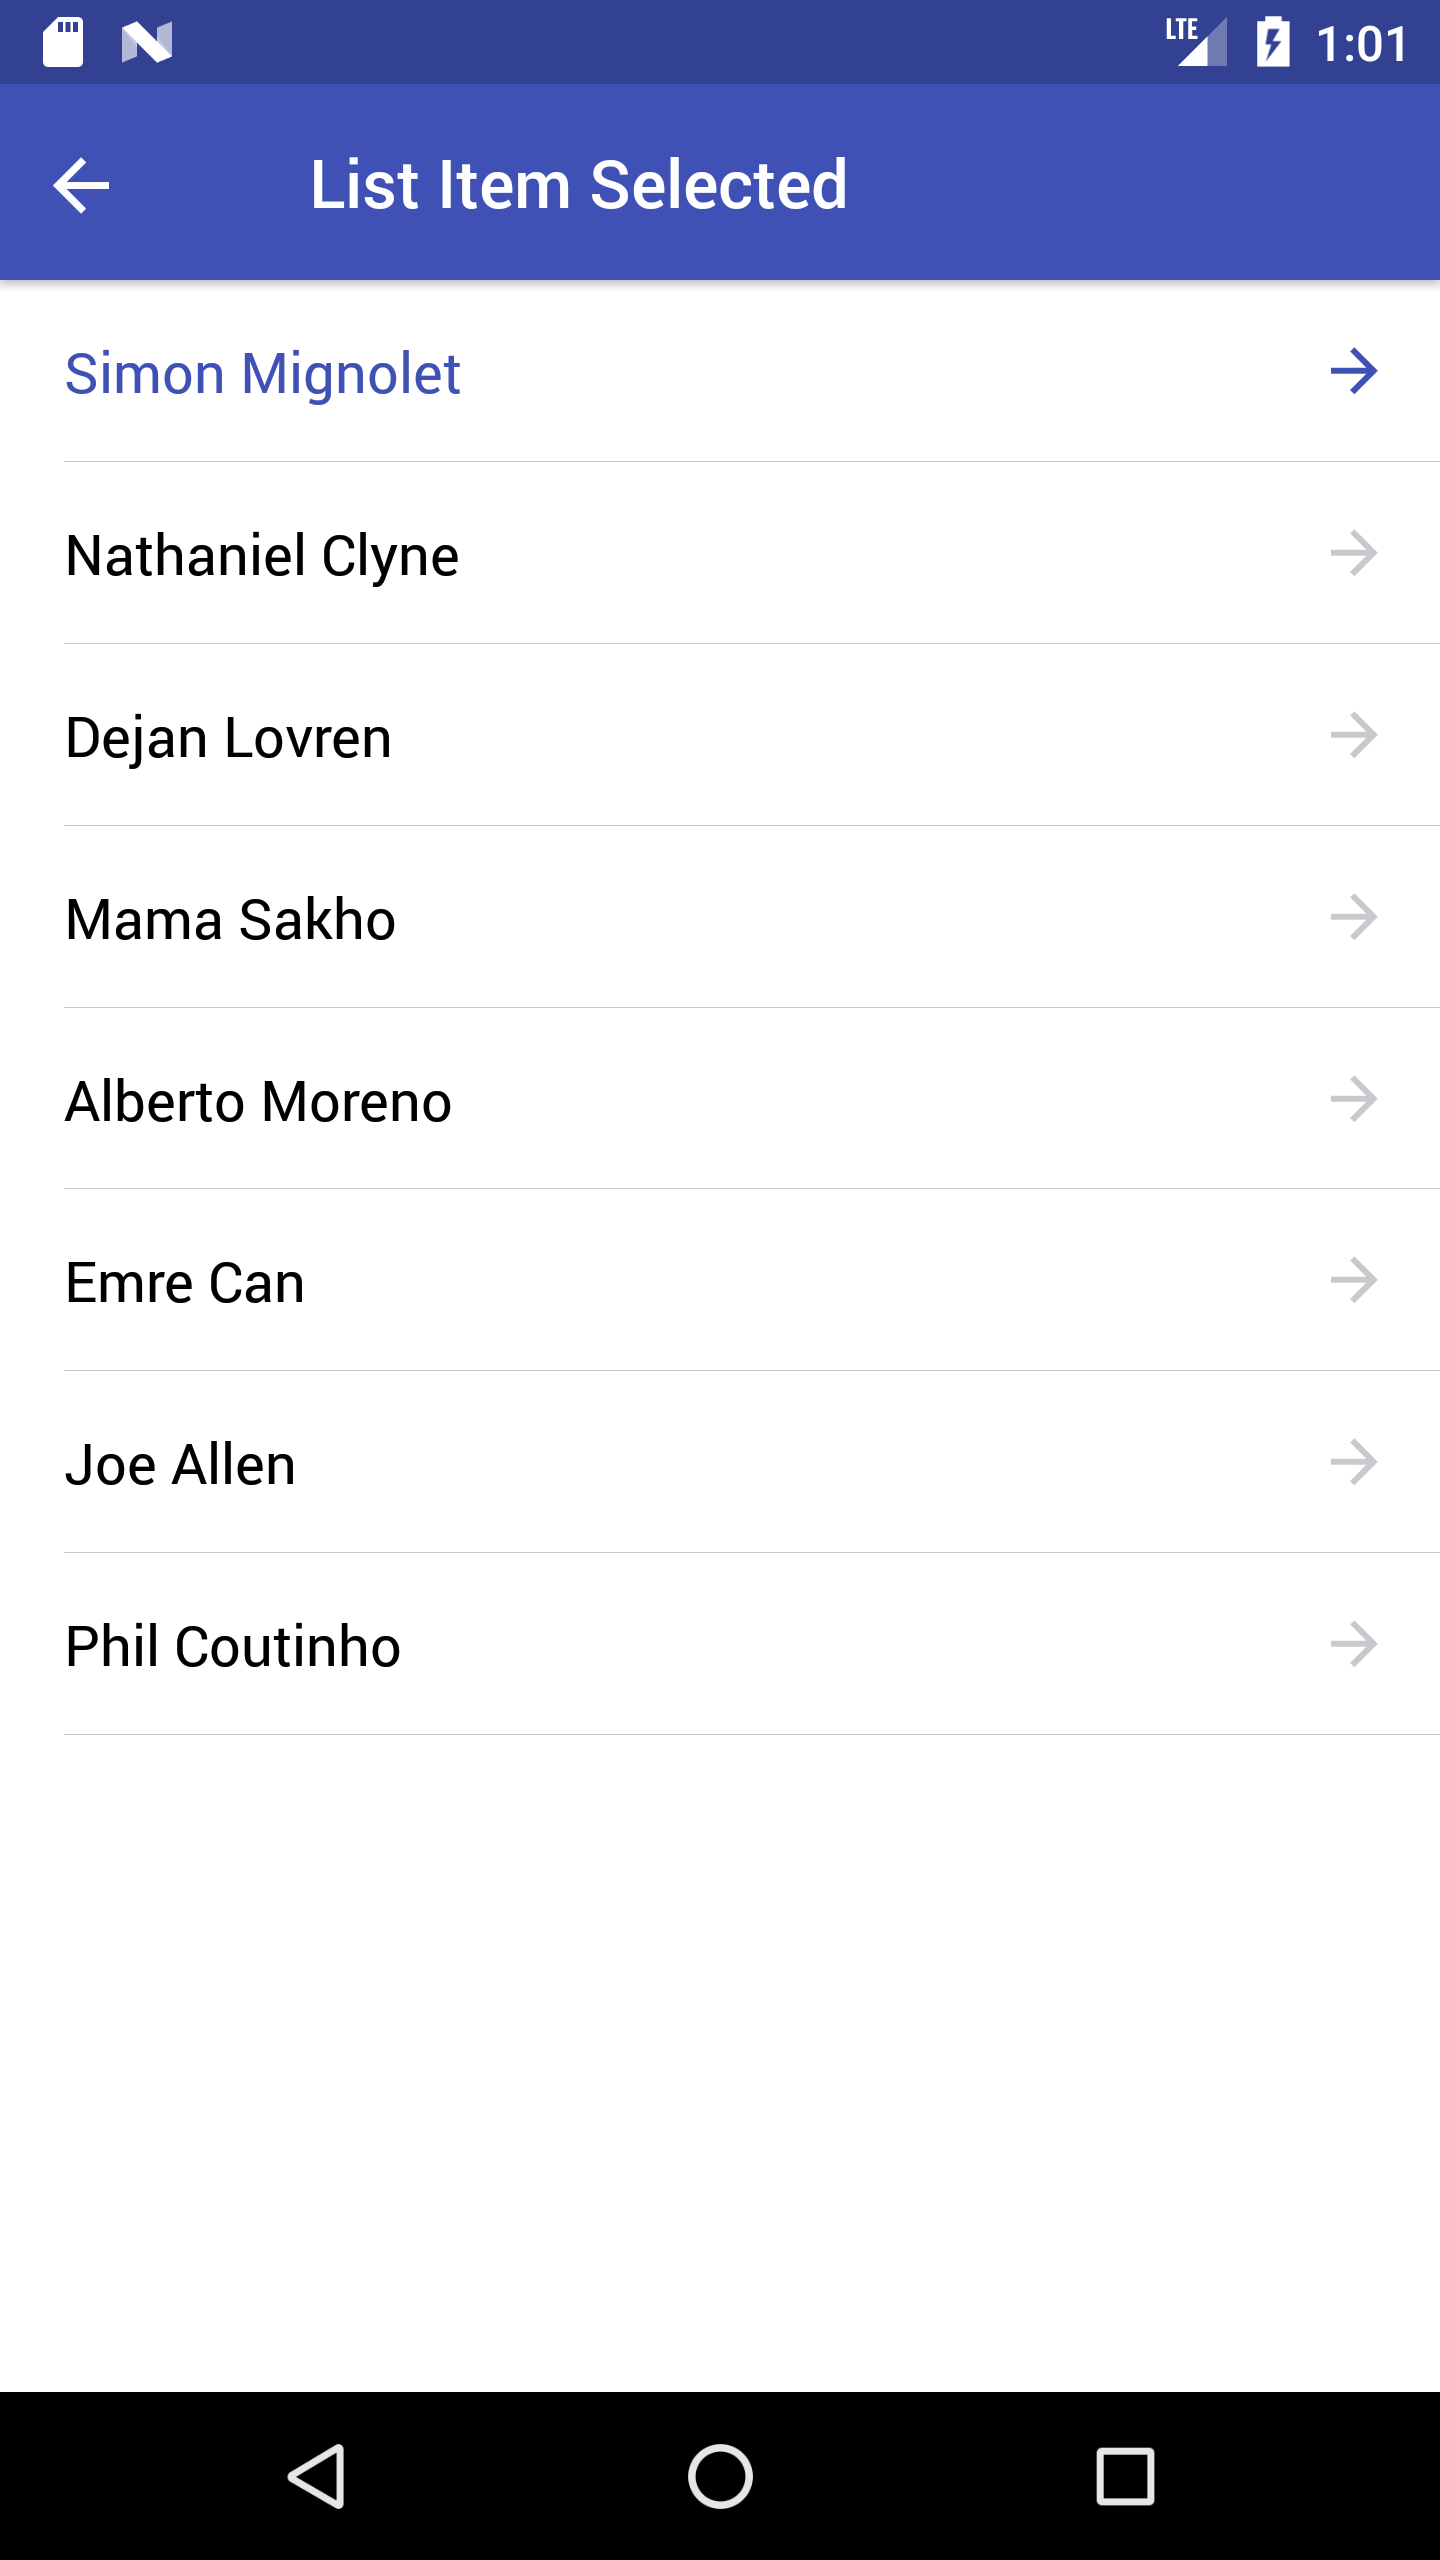 LTE 1:01
List Item Selected
Simon Mignolet
Nathaniel Clyne
Dejan Lovren
Mama Sakho
Alberto Moreno
Emre Can
Joe Allen
Phil Coutinho